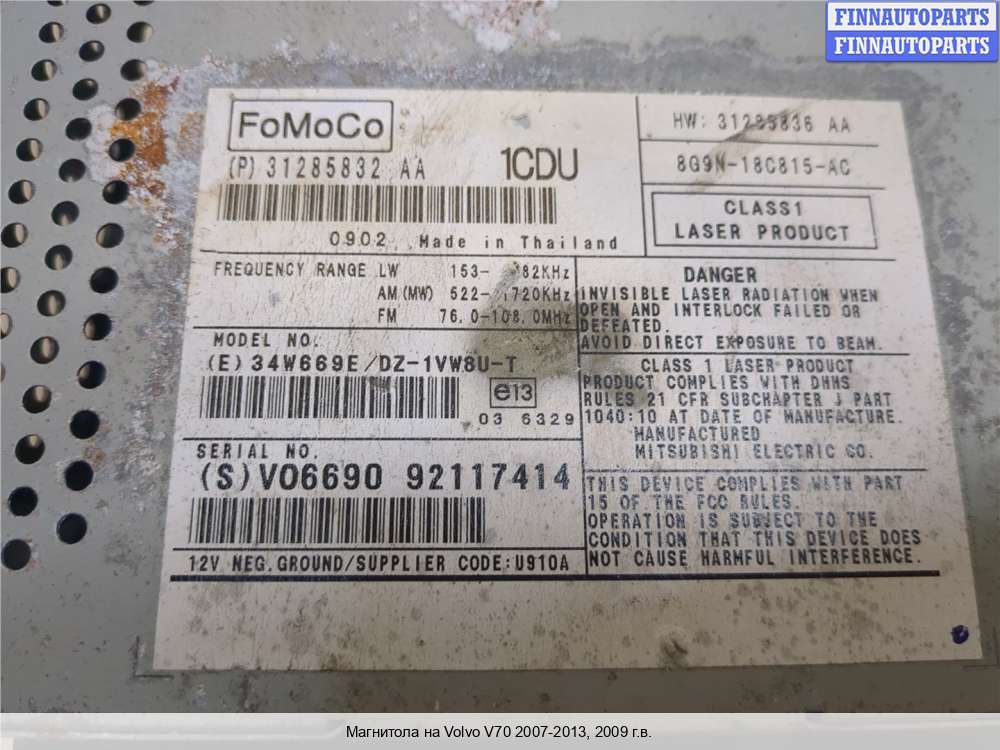 FINNAUTOPARTS
FINNAUTOPARTS
FoMoCo
(P) 31285832 AA
1CDU
0902 Made in Thailand
HW: 31283836 AA
8G9N-18C815-AC
CLASS1
LASER PRODUCT
FREQUENCY RANGE LW 153- 82KHz
AM (MW) 522- 1720KHz
FM 76.0-108.0MHz
MODEL NO.
(E) 34W669E/DZ-1VW8U-T
e13
03 6329
SERIAL NO.
(S) VO6690 92117414
12V NEG.GROUND/SUPPLIER CODE:U910A
DANGER
INVISIBLE LASER RADIATION WHEN
OPEN AND INTERLOCK FAILED OR
DEFEATED.
AVOID DIRECT EXPOSURE TO BEAM.
CLASS 1 LASER PRODUCT
PRODUCT COMPLIES WITH DHHS
RULES 21 CFR SUBCHAPTER J PART
1040:10 AT DATE OF MANUFACTURE.
MANUFACTURED
MITSUBISHI ELECTRIC CO.
THIS DEVICE COMPLIES WITH PART
15 OF THE FCC RULES.
OPERATION IS SUBJECT TO THE
CONDITION THAT THIS DEVICE DOES
NOT CAUSE HARMFUL INTERFERENCE.
Магнитола на Volvo V70 2007-2013, 2009 г.в.